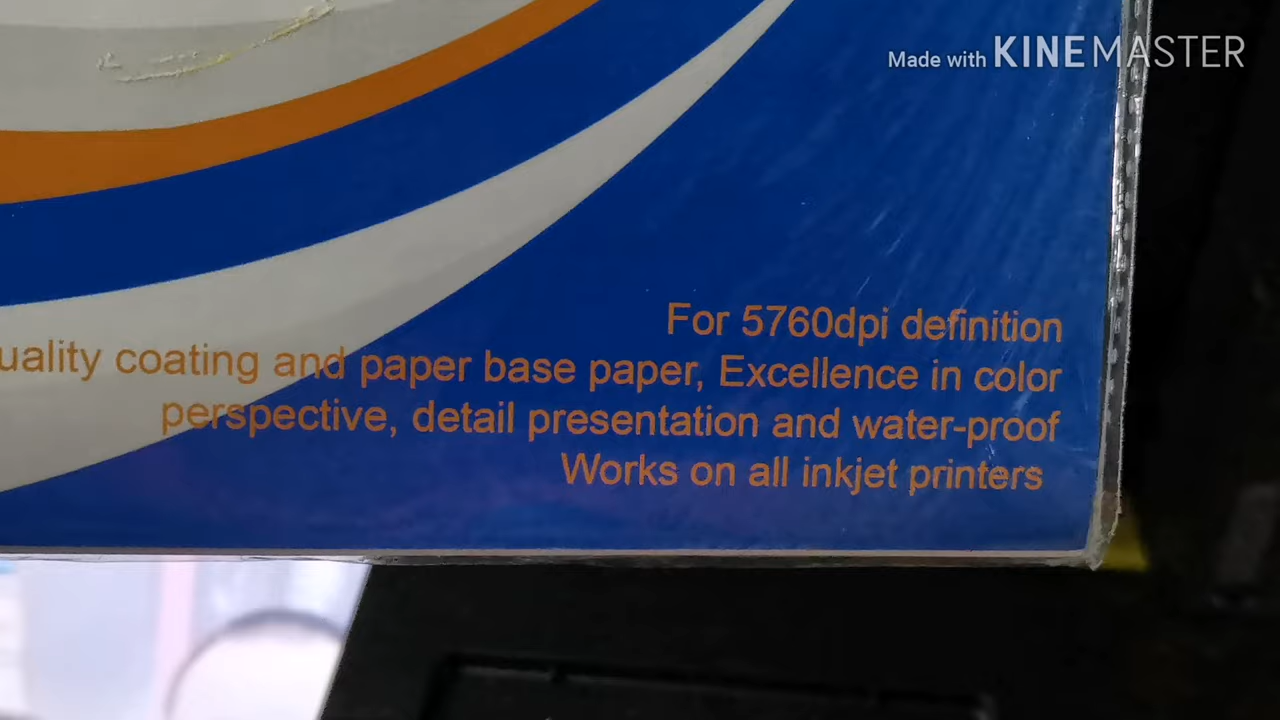 Made with KINEMASTER
For 5760dpi definition
uality coating and paper base paper, Excellence in color
perspective, detail presentation and water-proof
Works on all inkjet printers